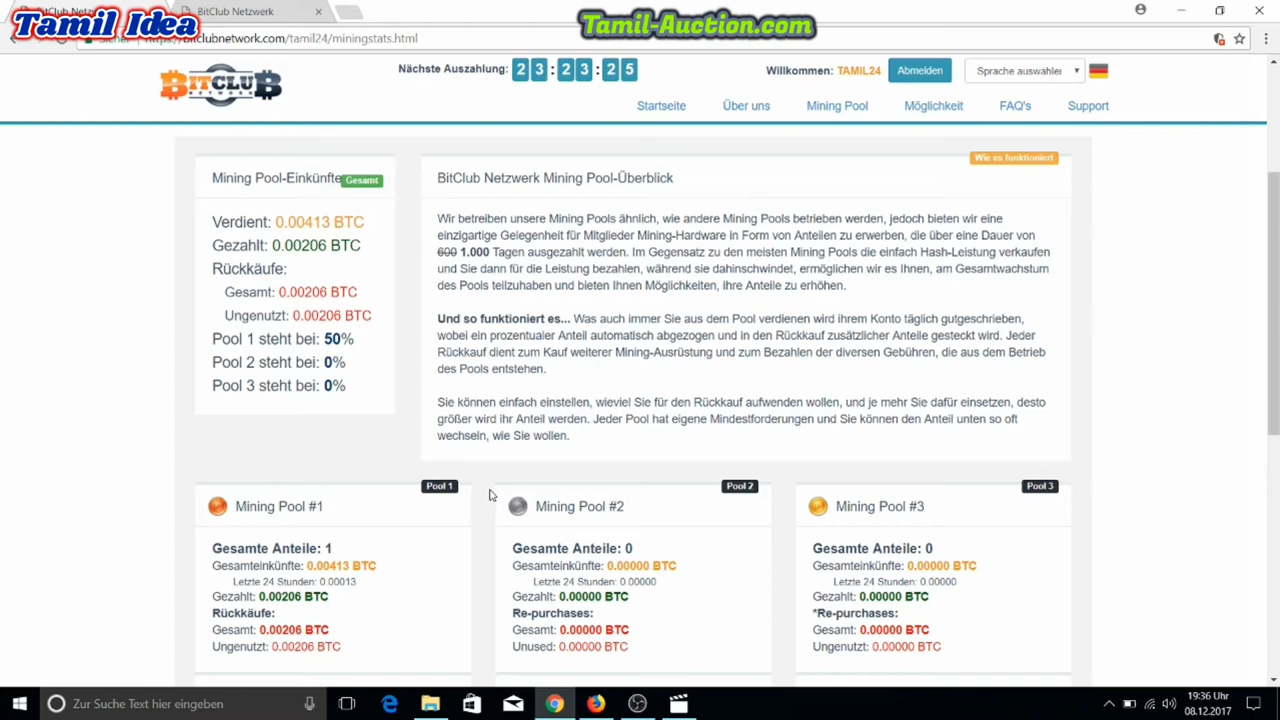 Tamil Idea
BitClub Netzwerk
Tamil-Auction.com
bitclubnetwork.com/tamil24/miningstats.html
BITCLUB
NETWORK
Nächste Auszahlung: 23:23:25
Willkommen: TAMIL24
Abmelden
Sprache auswähler
Startseite
Über uns
Mining Pool
Möglichkeit
FAQ's
Support
Mining Pool-Einkünfte
Gesamt
Verdient: 0.00413 BTC
Gezahlt: 0.00206 BTC
Rückkäufe:
Gesamt: 0.00206 BTC
Ungenutzt: 0.00206 BTC
Pool 1 steht bei: 50%
Pool 2 steht bei: 0%
Pool 3 steht bei: 0%
Wie es funktioniert
BitClub Netzwerk Mining Pool-Überblick
Wir betreiben unsere Mining Pools ähnlich, wie andere Mining Pools betrieben werden, jedoch bieten wir eine
einzigartige Gelegenheit für Mitglieder Mining-Hardware in Form von Anteilen zu erwerben, die über eine Dauer von
600 1.000 Tagen ausgezahlt werden. Im Gegensatz zu den meisten Mining Pools die einfach Hash-Leistung verkaufen
und Sie dann für die Leistung bezahlen, während sie dahinschwindet, ermöglichen wir es Ihnen, am Gesamtwachstum
des Pools teilzuhaben und bieten Ihnen Möglichkeiten, ihre Anteile zu erhöhen.
Und so funktioniert es... Was auch immer Sie aus dem Pool verdienen wird ihrem Konto täglich gutgeschrieben,
wobei ein prozentualer Anteil automatisch abgezogen und in den Rückkauf zusätzlicher Anteile gesteckt wird. Jeder
Rückkauf dient zum Kauf weiterer Mining-Ausrüstung und zum Bezahlen der diversen Gebühren, die aus dem Betrieb
des Pools entstehen.
Sie können einfach einstellen, wieviel Sie für den Rückkauf aufwenden wollen, und je mehr Sie dafür einsetzen, desto
größer wird ihr Anteil werden. Jeder Pool hat eigene Mindestforderungen und Sie können den Anteil unten so oft
wechseln, wie Sie wollen.
Pool 1
Mining Pool #1
Gesamte Anteile: 1
Gesamteinkünfte: 0.00413 BTC
Letzte 24 Stunden: 0.00013
Gezahlt: 0.00206 BTC
Rückkäufe:
Gesamt: 0.00206 BTC
Ungenutzt: 0.00206 BTC
Pool 2
Mining Pool #2
Gesamte Anteile: 0
Gesamteinkünfte: 0.00000 BTC
Letzte 24 Stunden: 0.00000
Gezahlt: 0.00000 BTC
Re-purchases:
Gesamt: 0.00000 BTC
Unused: 0.00000 BTC
Pool 3
Mining Pool #3
Gesamte Anteile: 0
Gesamteinkünfte: 0.00000 BTC
Letzte 24 Stunden: 0.00000
Gezahlt: 0.00000 BTC
*Re-purchases:
Gesamt: 0.00000 BTC
Ungenutzt: 0.00000 BTC
Zur Suche Text hier eingeben
19:36 Uhr
08.12.2017